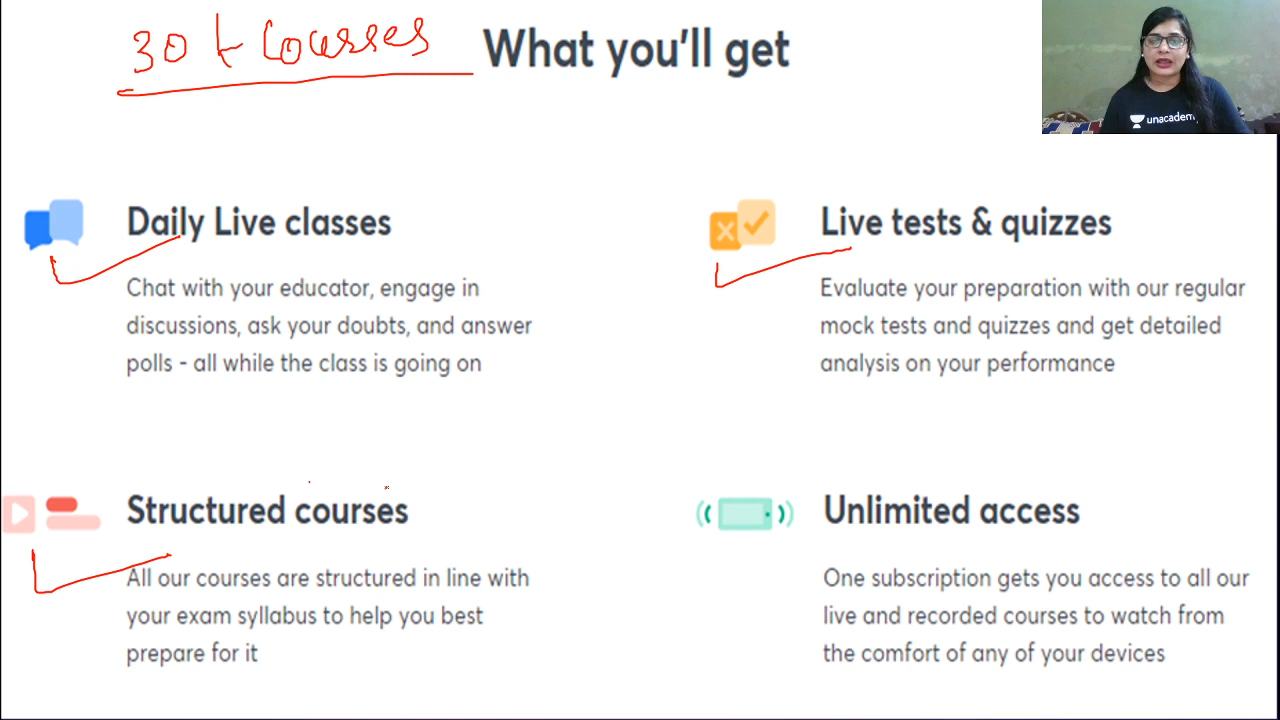 30 + Courses
What you'll get
unacademy
Daily Live classes
Chat with your educator, engage in
discussions, ask your doubts, and answer
polls - all while the class is going on
Live tests & quizzes
Evaluate your preparation with our regular
mock tests and quizzes and get detailed
analysis on your performance
Structured courses
All our courses are structured in line with
your exam syllabus to help you best
prepare for it
Unlimited access
One subscription gets you access to all our
live and recorded courses to watch from
the comfort of any of your devices